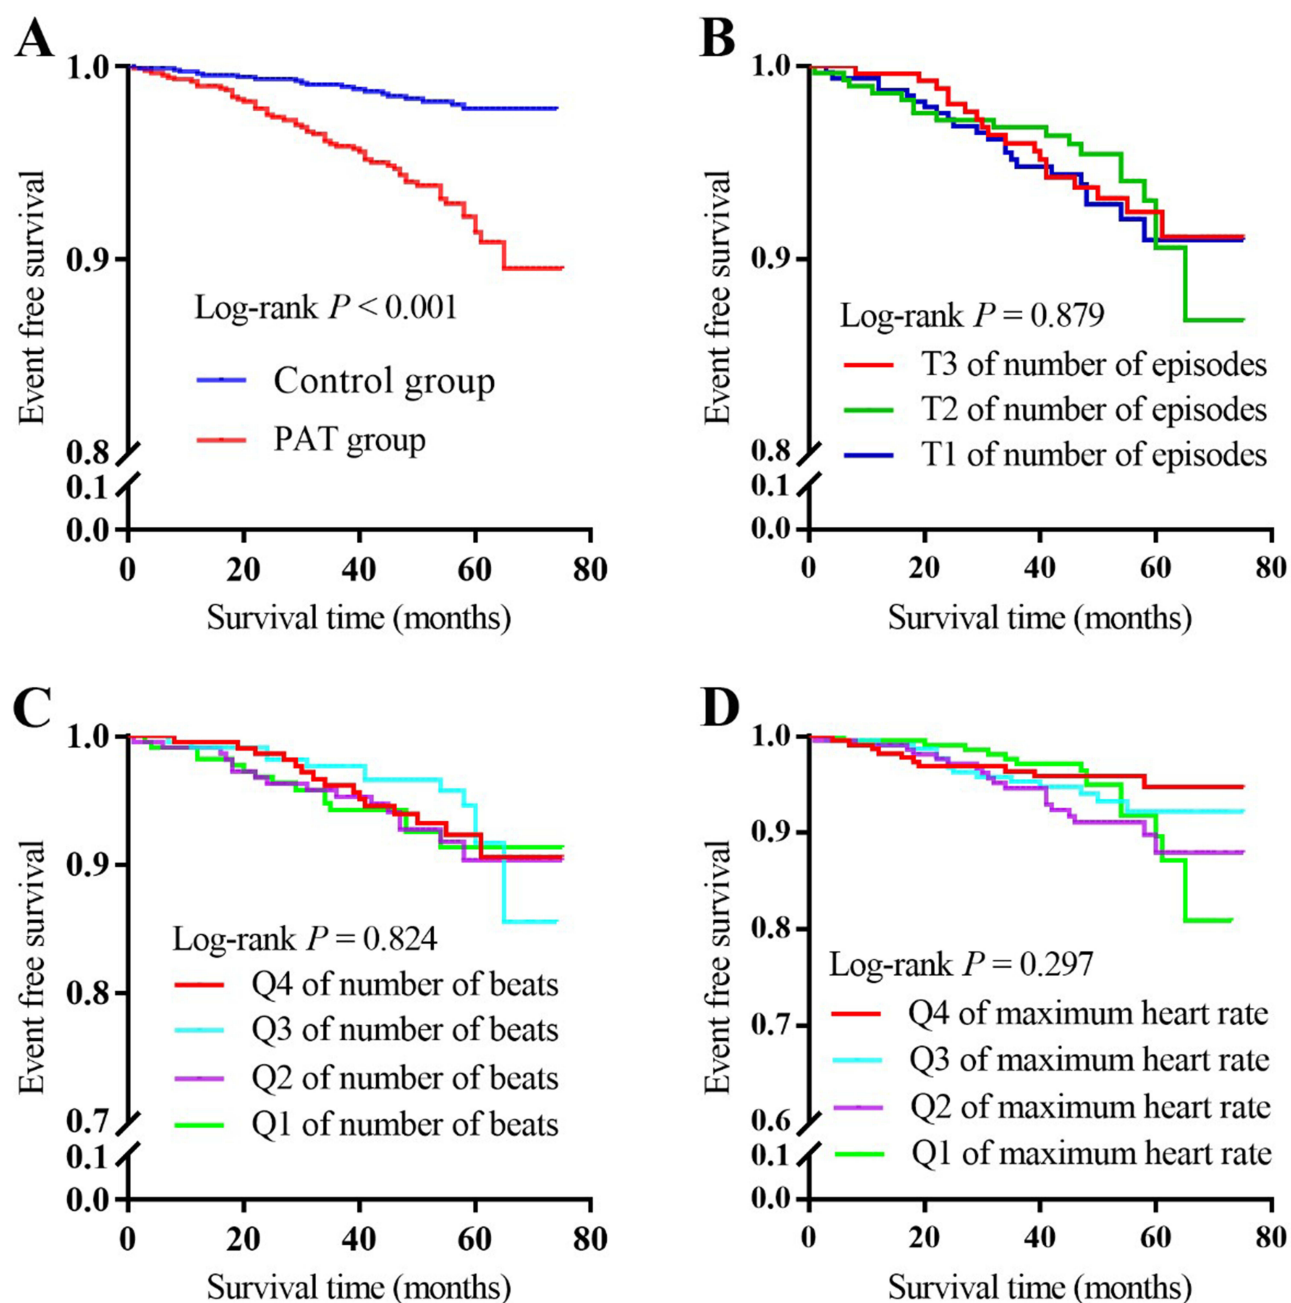 A
1.0
0.9
0.8
0.1
0.0
Event free survival
Log-rank P < 0.001
Control group
PAT group
0 20 40 60 80
Survival time (months)
B
1.0
0.9
0.8
0.1
0.0
Event free survival
Log-rank P = 0.879
T3 of number of episodes
T2 of number of episodes
T1 of number of episodes
0 20 40 60 80
Survival time (months)
C
1.0
0.9
0.8
0.7
0.1
0.0
Event free survival
Log-rank P = 0.824
Q4 of number of beats
Q3 of number of beats
Q2 of number of beats
Q1 of number of beats
0 20 40 60 80
Survival time (months)
D
1.0
0.9
0.8
0.7
0.6
0.1
0.0
Event free survival
Log-rank P = 0.297
Q4 of maximum heart rate
Q3 of maximum heart rate
Q2 of maximum heart rate
Q1 of maximum heart rate
0 20 40 60 80
Survival time (months)